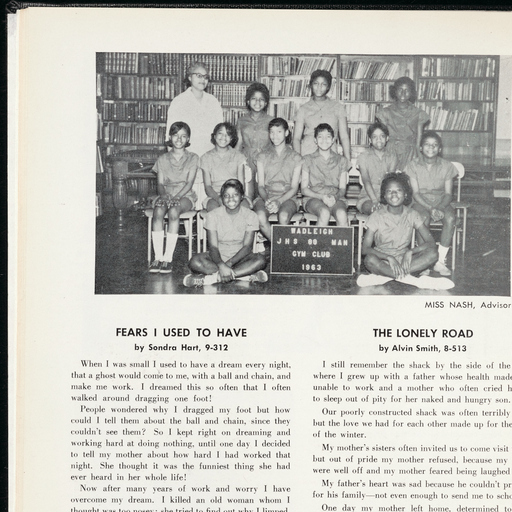 WADLEIGH
J H S 88 MAN
GYM CLUB
1963
MISS NASH, Advisor
FEARS I USED TO HAVE
by Sondra Hart, 9-312
When I was small I used to have a dream every night,
that a ghost would come to me, with a ball and chain, and
make me work. I dreamed this so often that I often
walked around dragging one foot!
People wondered why I dragged my foot but how
could I tell them about the ball and chain, since they
couldn't see them? So I kept right on dreaming and
working hard at doing nothing, until one day I decided
to tell my mother about how hard I had worked that
night. She thought it was the funniest thing she had
ever heard in her whole life!
Now after many years of work and worry I have
overcome my dream. I killed an old woman whom I
thought was too nosey; she tried to find out why I limped.
THE LONELY ROAD
by Alvin Smith, 8-513
I still remember the shack by the side of the
where I grew up with a father whose health made
unable to work and a mother who often cried h
to sleep out of pity for her naked and hungry son.
Our poorly constructed shack was often terribly
but the love we had for each other made up for the
of the winter.
My mother's sisters often invited us to come visit
but out of pride my mother refused, because my
were well off and my mother feared being laughed
My father's heart was sad because he couldn't pr
for his family—not even enough to send me to scho
One day my mother left home, determined to